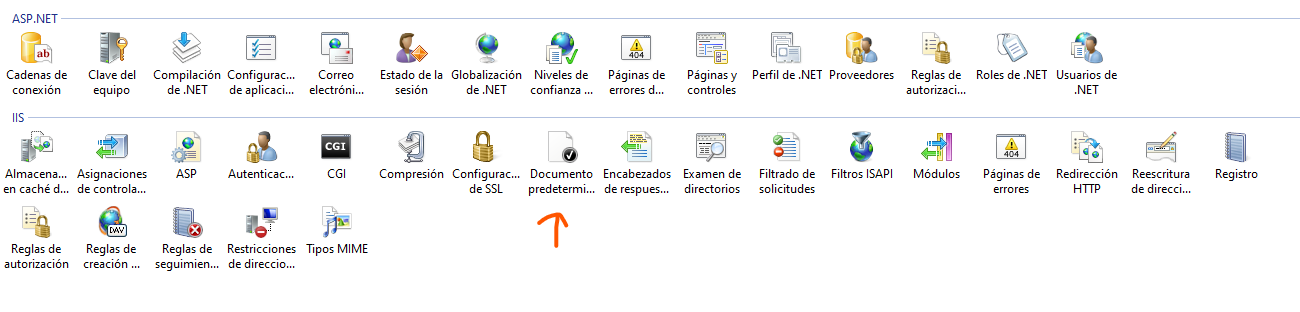 ASP.NET
Cadenas de conexión
Clave del equipo
Compilación de .NET
Configurac... de aplicaci...
Correo electróni...
Estado de la sesión
Globalización de .NET
Niveles de confianza ...
Páginas de errores d...
Páginas y controles
Perfil de .NET
Proveedores
Reglas de autorizaci...
Roles de .NET
Usuarios de .NET
ab
404
IIS
Almacena... en caché d...
Asignaciones de controla...
ASP
Autenticac...
CGI
CGI
Compresión
Configurac... de SSL
Documento predetermi...
Encabezados de respues...
Examen de directorios
Filtrado de solicitudes
Filtros ISAPI
Módulos
404
Páginas de errores
Redirección HTTP
Reescritura de direcci...
Registro
Reglas de autorización
DAV
Reglas de creación ...
Reglas de seguimien...
Restricciones de direccio...
Tipos MIME